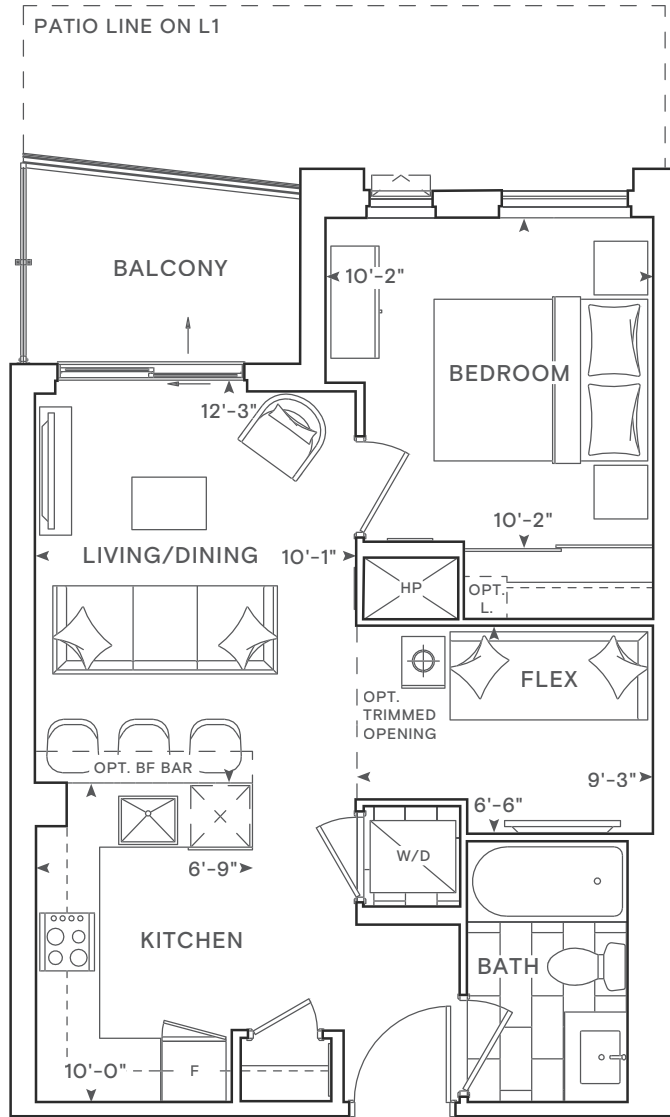 PATIO LINE ON L1
BALCONY
10'-2"
BEDROOM
12'-3"
LIVING/DINING
10'-1"
10'-2"
HP
OPT.
L.
FLEX
OPT.
TRIMMED
OPENING
OPT. BF BAR
9'-3"
6'-6"
W/D
6'-9"
KITCHEN
BATH
10'-0"
F